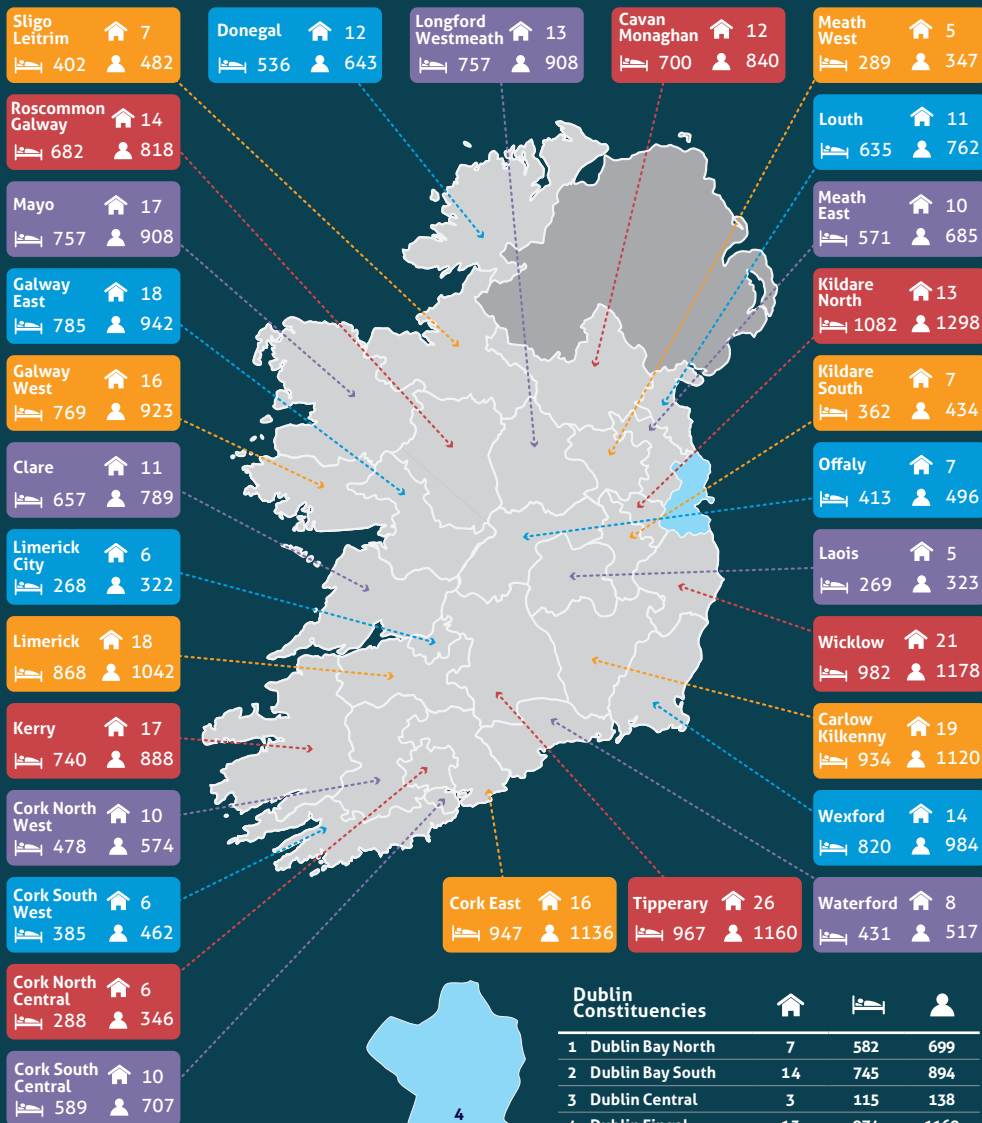 Sligo
Leitrim 7
402 482
Donegal 12
536 643
Longford
Westmeath 13
757 908
Cavan
Monaghan 12
700 840
Meath
West 5
289 347
Roscommon
Galway 14
682 818
Louth 11
635 762
Mayo 17
757 908
Meath
East 10
571 685
Galway
East 18
785 942
Kildare
North 13
1082 1298
Galway
West 16
769 923
Kildare
South 7
362 434
Clare 11
657 789
Offaly 7
413 496
Limerick
City 6
268 322
Laois 5
269 323
Limerick 18
868 1042
Wicklow 21
982 1178
Kerry 17
740 888
Carlow
Kilkenny 19
934 1120
Cork North
West 10
478 574
Wexford 14
820 984
Cork South
West 6
385 462
Cork East 16
947 1136
Tipperary 26
967 1160
Waterford 8
431 517
Cork North
Central 6
288 346
Cork South
Central 10
589 707
4
Dublin
Constituencies
1 Dublin Bay North 7 582 699
2 Dublin Bay South 14 745 894
3 Dublin Central 3 115 138